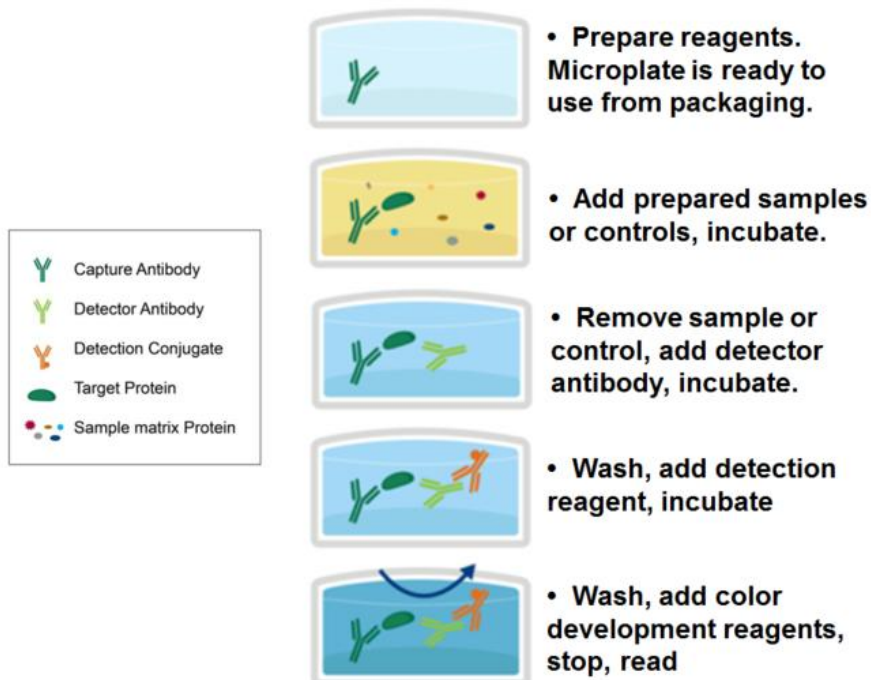 • Prepare reagents.
Microplate is ready to
use from packaging.
• Add prepared samples
or controls, incubate.
Capture Antibody
Detector Antibody
Detection Conjugate
Target Protein
Sample matrix Protein
• Remove sample or
control, add detector
antibody, incubate.
• Wash, add detection
reagent, incubate
• Wash, add color
development reagents,
stop, read